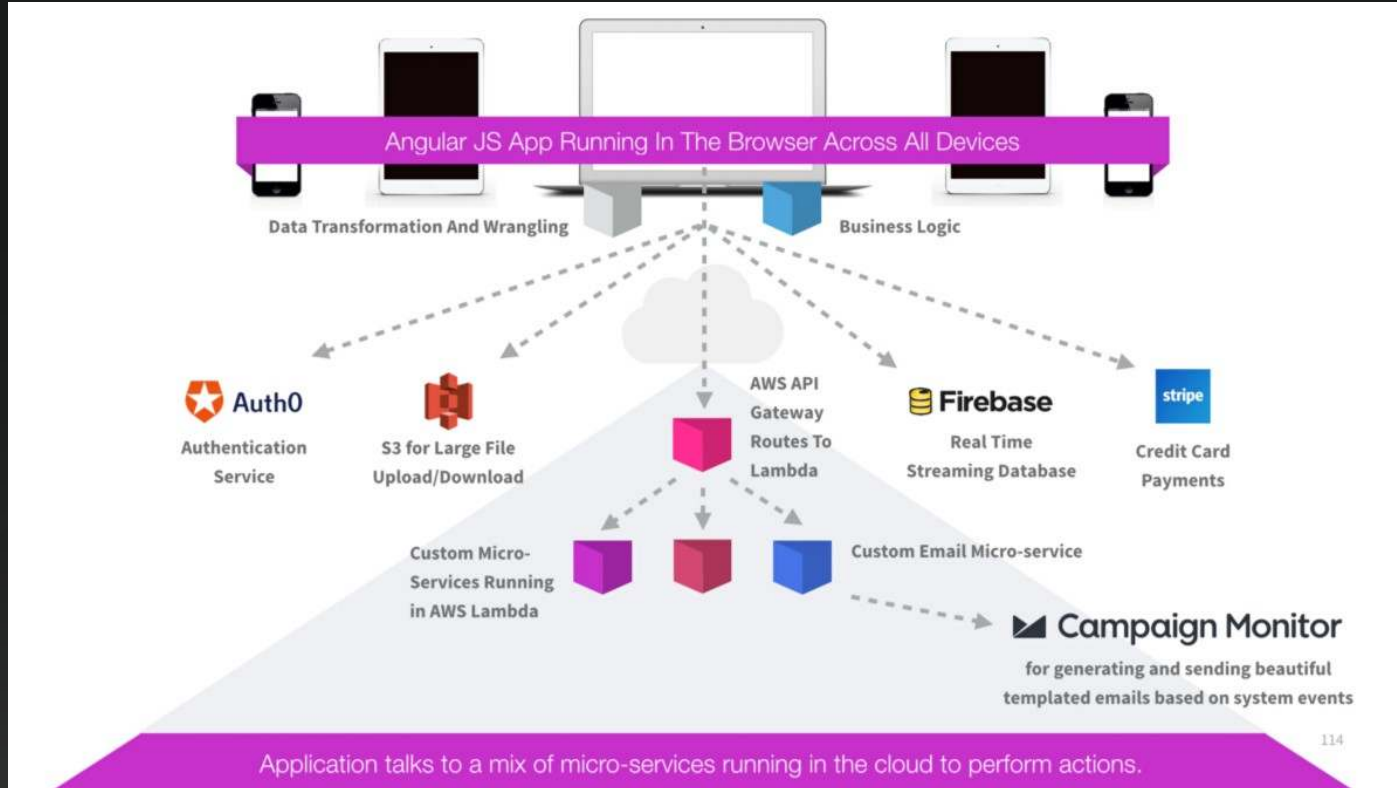 Angular JS App Running In The Browser Across All Devices
Data Transformation And Wrangling
Business Logic
Auth0
Authentication
Service
S3 for Large File
Upload/Download
AWS API
Gateway
Routes To
Lambda
Firebase
Real Time
Streaming Database
stripe
Credit Card
Payments
Custom Micro-
Services Running
in AWS Lambda
Custom Email Micro-service
Campaign Monitor
for generating and sending beautiful
templated emails based on system events
114
Application talks to a mix of micro-services running in the cloud to perform actions.